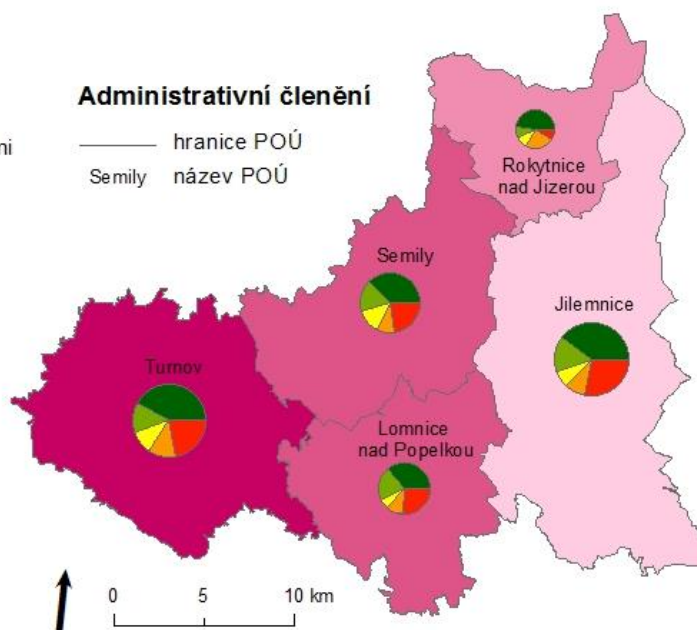 Administrativní členění
ni
hranice POÚ
Semily
název POÚ
Rokytnice
nad Jizerou
Semily
Jilemnice
Turnov
Lomnice
nad Popelkou
0 5 10 km